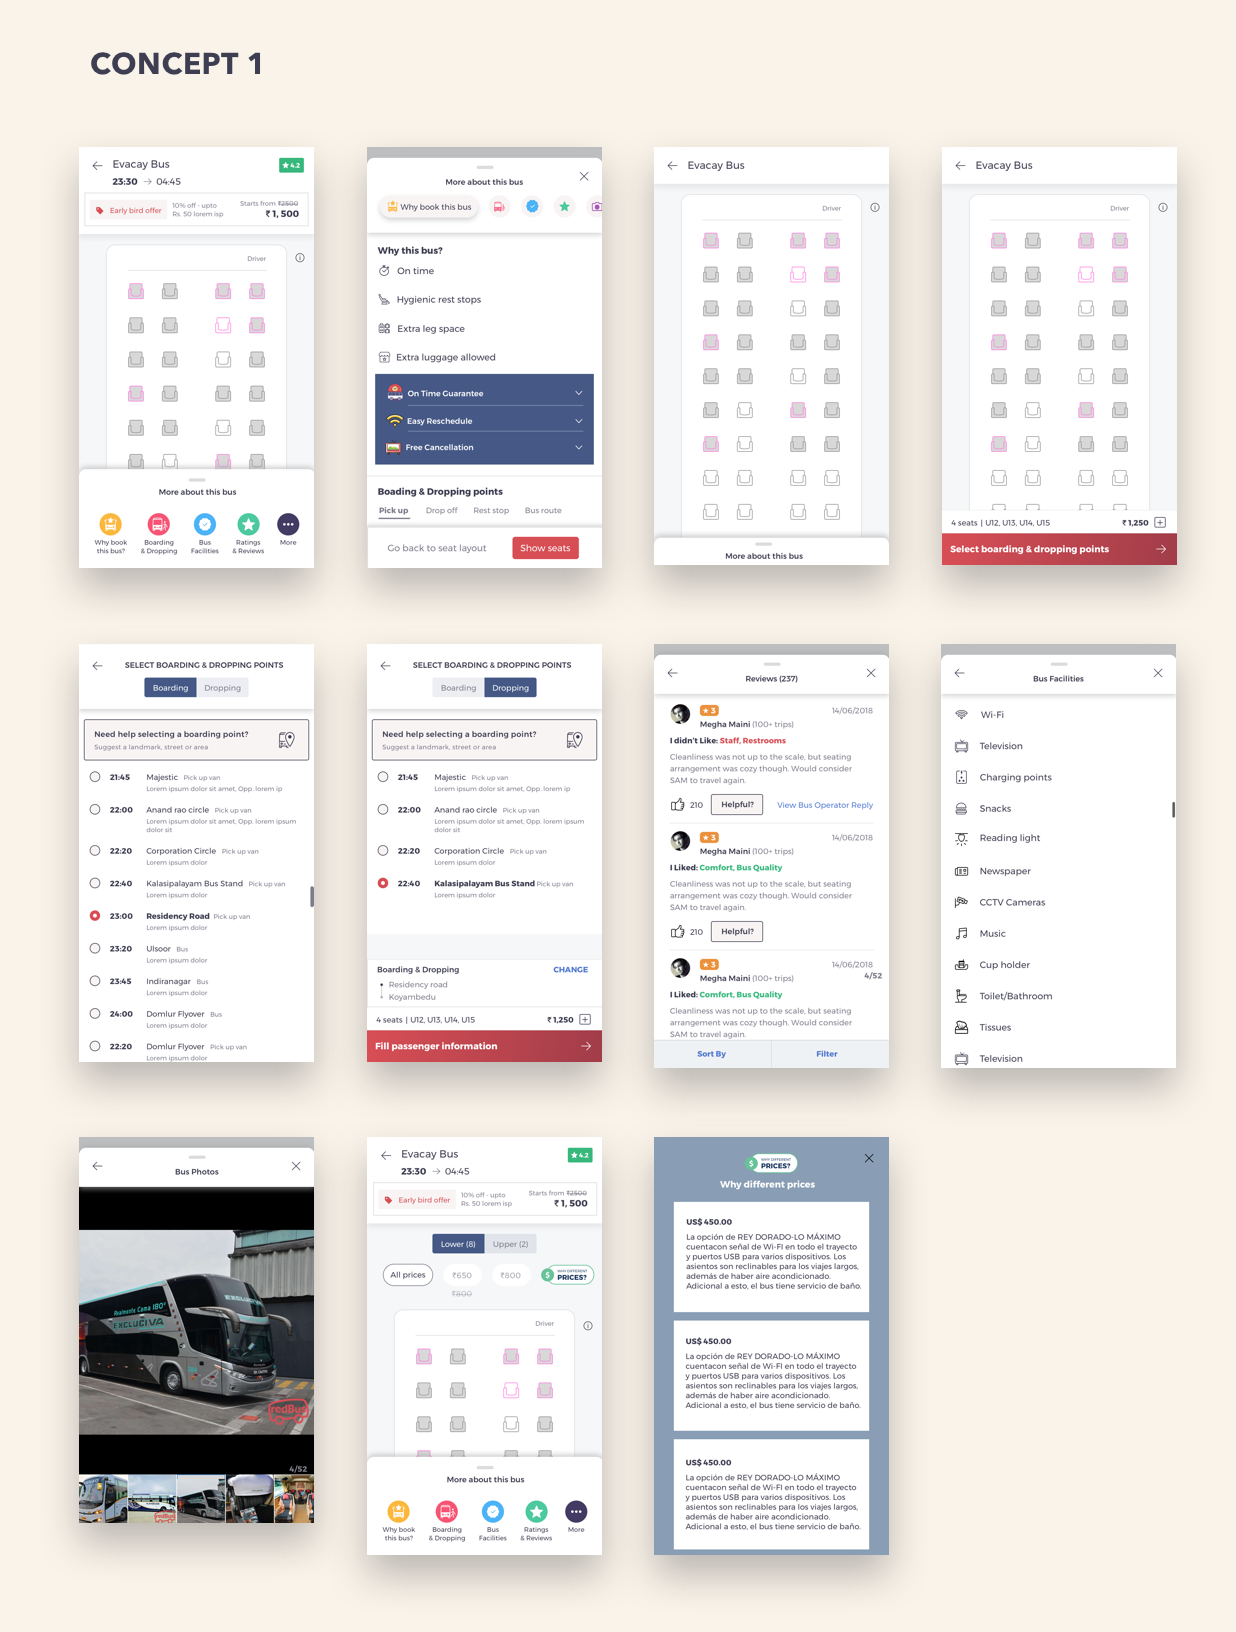 CONCEPT 1
Evacay Bus
4.2
23:30 → 04:45
Early bird offer
10% off - upto
Rs. 50 lorem isp
Starts from ₹2500
₹ 1, 500
Driver
More about this bus
Why book
this bus?
Boarding
& Dropping
Bus
Facilities
Ratings
& Reviews
More
More about this bus
Why book this bus
Why this bus?
On time
Hygienic rest stops
Extra leg space
Extra luggage allowed
On Time Guarantee
Easy Reschedule
Free Cancellation
Boading & Dropping points
Pick up Drop off Rest stop Bus route
Go back to seat layout
Show seats
Evacay Bus
Driver
More about this bus
Evacay Bus
Driver
4 seats | U12, U13, U14, U15
₹ 1,250
Select boarding & dropping points
SELECT BOARDING & DROPPING POINTS
Boarding Dropping
Need help selecting a boarding point?
Suggest a landmark, street or area
21:45 Majestic Pick up van
Lorem ipsum dolor sit amet, Opp. lorem ip
22:00 Anand rao circle Pick up van
Lorem ipsum dolor sit amet, Opp. lorem ipsum
dolor sit
22:20 Corporation Circle Pick up van
Lorem ipsum dolor
22:40 Kalasipalayam Bus Stand Pick up van
Lorem ipsum dolor
23:00 Residency Road Pick up van
Lorem ipsum dolor
23:20 Ulsoor Bus
Lorem ipsum dolor
23:45 Indiranagar Bus
Lorem ipsum dolor
24:00 Domlur Flyover Bus
Lorem ipsum dolor
22:20 Domlur Flyover Pick up van
Lorem ipsum dolor
SELECT BOARDING & DROPPING POINTS
Boarding Dropping
Need help selecting a boarding point?
Suggest a landmark, street or area
21:45 Majestic Pick up van
Lorem ipsum dolor sit amet, Opp. lorem ip
22:00 Anand rao circle Pick up van
Lorem ipsum dolor sit amet, Opp. lorem ipsum
dolor sit
22:20 Corporation Circle Pick up van
Lorem ipsum dolor
22:40 Kalasipalayam Bus Stand Pick up van
Lorem ipsum dolor
Boarding & Dropping
CHANGE
Residency road
Koyambedu
4 seats | U12, U13, U14, U15
₹ 1,250
Fill passenger information
Reviews (237)
3
14/06/2018
Megha Maini (100+ trips)
I didn't Like: Staff, Restrooms
Cleanliness was not up to the scale, but seating
arrangement was cozy though. Would consider
SAM to travel again.
210
Helpful?
View Bus Operator Reply
3
14/06/2018
Megha Maini (100+ trips)
I Liked: Comfort, Bus Quality
Cleanliness was not up to the scale, but seating
arrangement was cozy though. Would consider
SAM to travel again.
210
Helpful?
3
14/06/2018
4/52
Megha Maini (100+ trips)
I Liked: Comfort, Bus Quality
Cleanliness was not up to the scale, but seating
arrangement was cozy though. Would consider
SAM to travel again.
Sort By
Filter
Bus Facilities
Wi-Fi
Television
Charging points
Snacks
Reading light
Newspaper
CCTV Cameras
Music
Cup holder
Toilet/Bathroom
Tissues
Television
Bus Photos
Realmente Cama 180°
EXCLUCIVA
EXCLUCIVA
redBus
4/52
redBus
Evacay Bus
4.2
23:30 → 04:45
Early bird offer
10% off - upto
Rs. 50 lorem isp
Starts from ₹2500
₹ 1, 500
Lower (8) Upper (2)
All prices
₹650
₹800
WHY DIFFERENT
PRICES?
₹800
Driver
More about this bus
Why book
this bus?
Boarding
& Dropping
Bus
Facilities
Ratings
& Reviews
More
WHY DIFFERENT
PRICES?
Why different prices
US$ 450.00
La opción de REY DORADO-LO MÁXIMO
cuentacon señal de Wi-FI en todo el trayecto
y puertos USB para varios dispositivos. Los
asientos son reclinables para los viajes largos,
además de haber aire acondicionado.
Adicional a esto, el bus tiene servicio de baño.
US$ 450.00
La opción de REY DORADO-LO MÁXIMO
cuentacon señal de Wi-FI en todo el trayecto
y puertos USB para varios dispositivos. Los
asientos son reclinables para los viajes largos,
además de haber aire acondicionado.
Adicional a esto, el bus tiene servicio de baño.
US$ 450.00
La opción de REY DORADO-LO MÁXIMO
cuentacon señal de Wi-FI en todo el trayecto
y puertos USB para varios dispositivos. Los
asientos son reclinables para los viajes largos,
además de haber aire acondicionado.
Adicional a esto, el bus tiene servicio de baño.